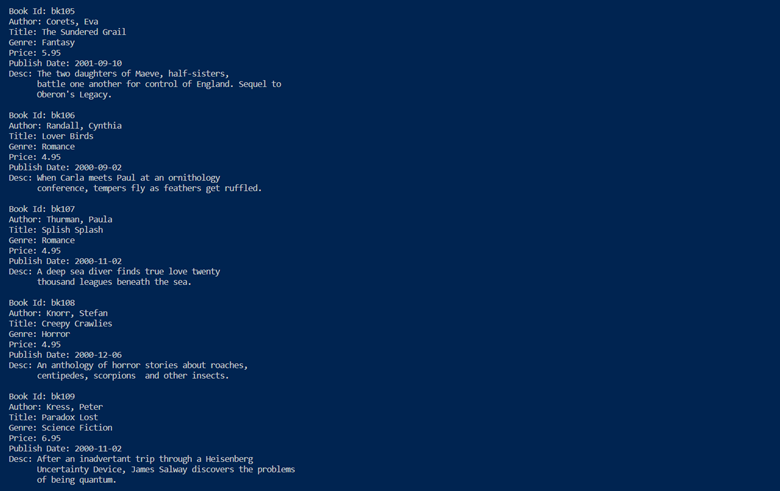 Book Id: bk105
Author: Corets, Eva
Title: The Sundered Grail
Genre: Fantasy
Price: 5.95
Publish Date: 2001-09-10
Desc: The two daughters of Maeve, half-sisters,
battle one another for control of England. Sequel to
Oberon's Legacy.
Book Id: bk106
Author: Randall, Cynthia
Title: Lover Birds
Genre: Romance
Price: 4.95
Publish Date: 2000-09-02
Desc: When Carla meets Paul at an ornithology
conference, tempers fly as feathers get ruffled.
Book Id: bk107
Author: Thurman, Paula
Title: Splish Splash
Genre: Romance
Price: 4.95
Publish Date: 2000-11-02
Desc: A deep sea diver finds true love twenty
thousand leagues beneath the sea.
Book Id: bk108
Author: Knorr, Stefan
Title: Creepy Crawlies
Genre: Horror
Price: 4.95
Publish Date: 2000-12-06
Desc: An anthology of horror stories about roaches,
centipedes, scorpions  and other insects.
Book Id: bk109
Author: Kress, Peter
Title: Paradox Lost
Genre: Science Fiction
Price: 6.95
Publish Date: 2000-11-02
Desc: After an inadvertant trip through a Heisenberg
Uncertainty Device, James Salway discovers the problems
of being quantum.